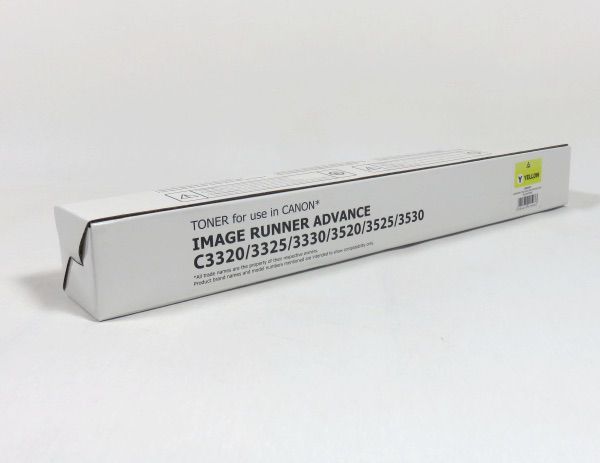 TONER for use in CANON*
IMAGE RUNNER ADVANCE
C3320/3325/3330/3520/3525/3530
*All trade names are the property of their respective owners.
Product brand names and model numbers mentioned are intended to show compatability only.
Y YELLOW